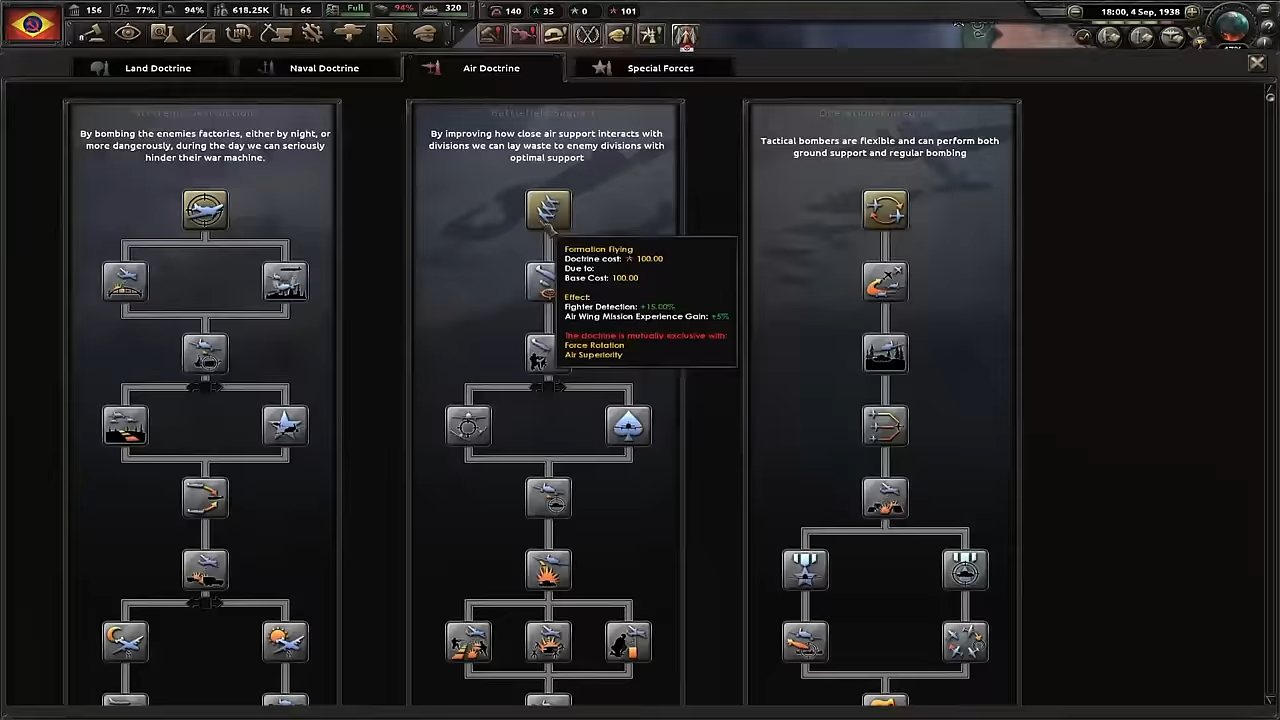 156 77% 94% 618.25K 66 Full 94% 320 140 35 0 101 18:00, 4 Sep, 1938
Land Doctrine Naval Doctrine Air Doctrine Special Forces
By bombing the enemies factories, either by night, or
more dangerously, during the day we can seriously
hinder their war machine.
By improving how close air support interacts with
divisions we can lay waste to enemy divisions with
optimal support
Tactical bombers are flexible and can perform both
ground support and regular bombing
Formation Flying
Doctrine cost: 100.00
Due to:
Base Cost: 100.00
Effect:
Fighter Detection: +15.00%
Air Wing Mission Experience Gain: +5%
The doctrine is mutually exclusive with:
Force Rotation
Air Superiority